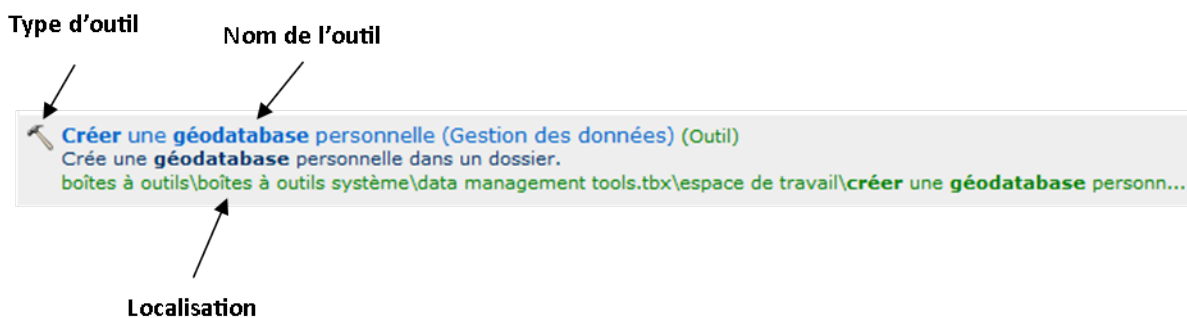 Type d'outil
Nom de l'outil
Créer une géodatabase personnelle (Gestion des données) (Outil)
Crée une géodatabase personnelle dans un dossier.
boîtes à outils\boîtes à outils système\data management tools.tbx\espace de travail\créer une géodatabase personn...
Localisation